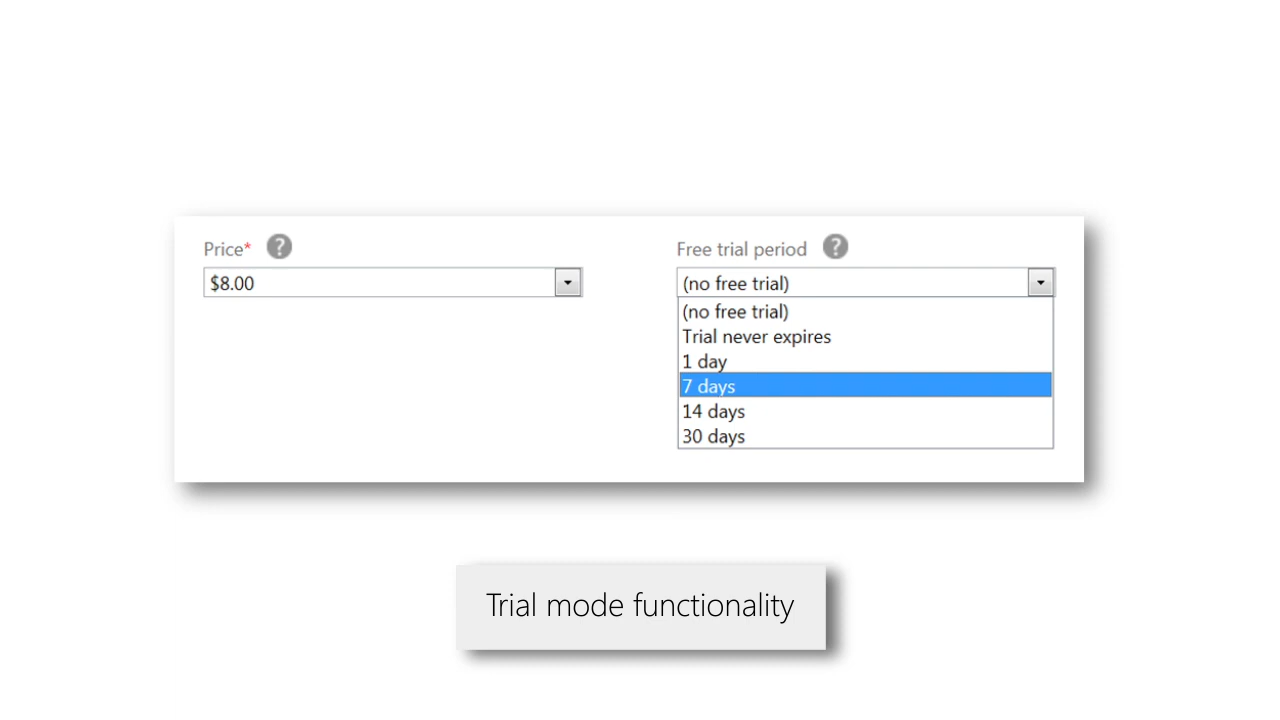 Price* ?
Free trial period ?
$8.00
(no free trial)
(no free trial)
Trial never expires
1 day
7 days
14 days
30 days
Trial mode functionality